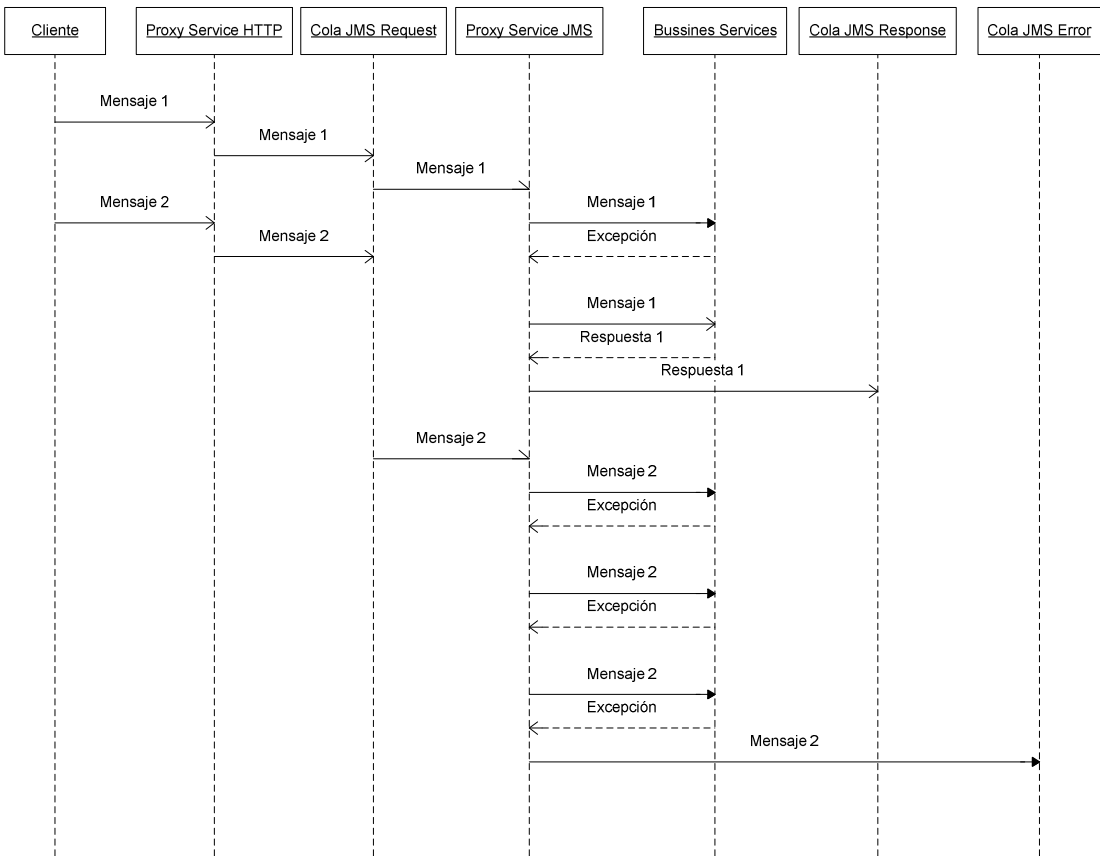 Cliente
Proxy Service HTTP
Cola JMS Request
Proxy Service JMS
Bussines Services
Cola JMS Response
Cola JMS Error
Mensaje 1
Mensaje 1
Mensaje 1
Mensaje 2
Mensaje 1
Mensaje 2
Excepción
Mensaje 1
Respuesta 1
Respuesta 1
Mensaje 2
Mensaje 2
Excepción
Mensaje 2
Excepción
Mensaje 2
Excepción
Mensaje 2